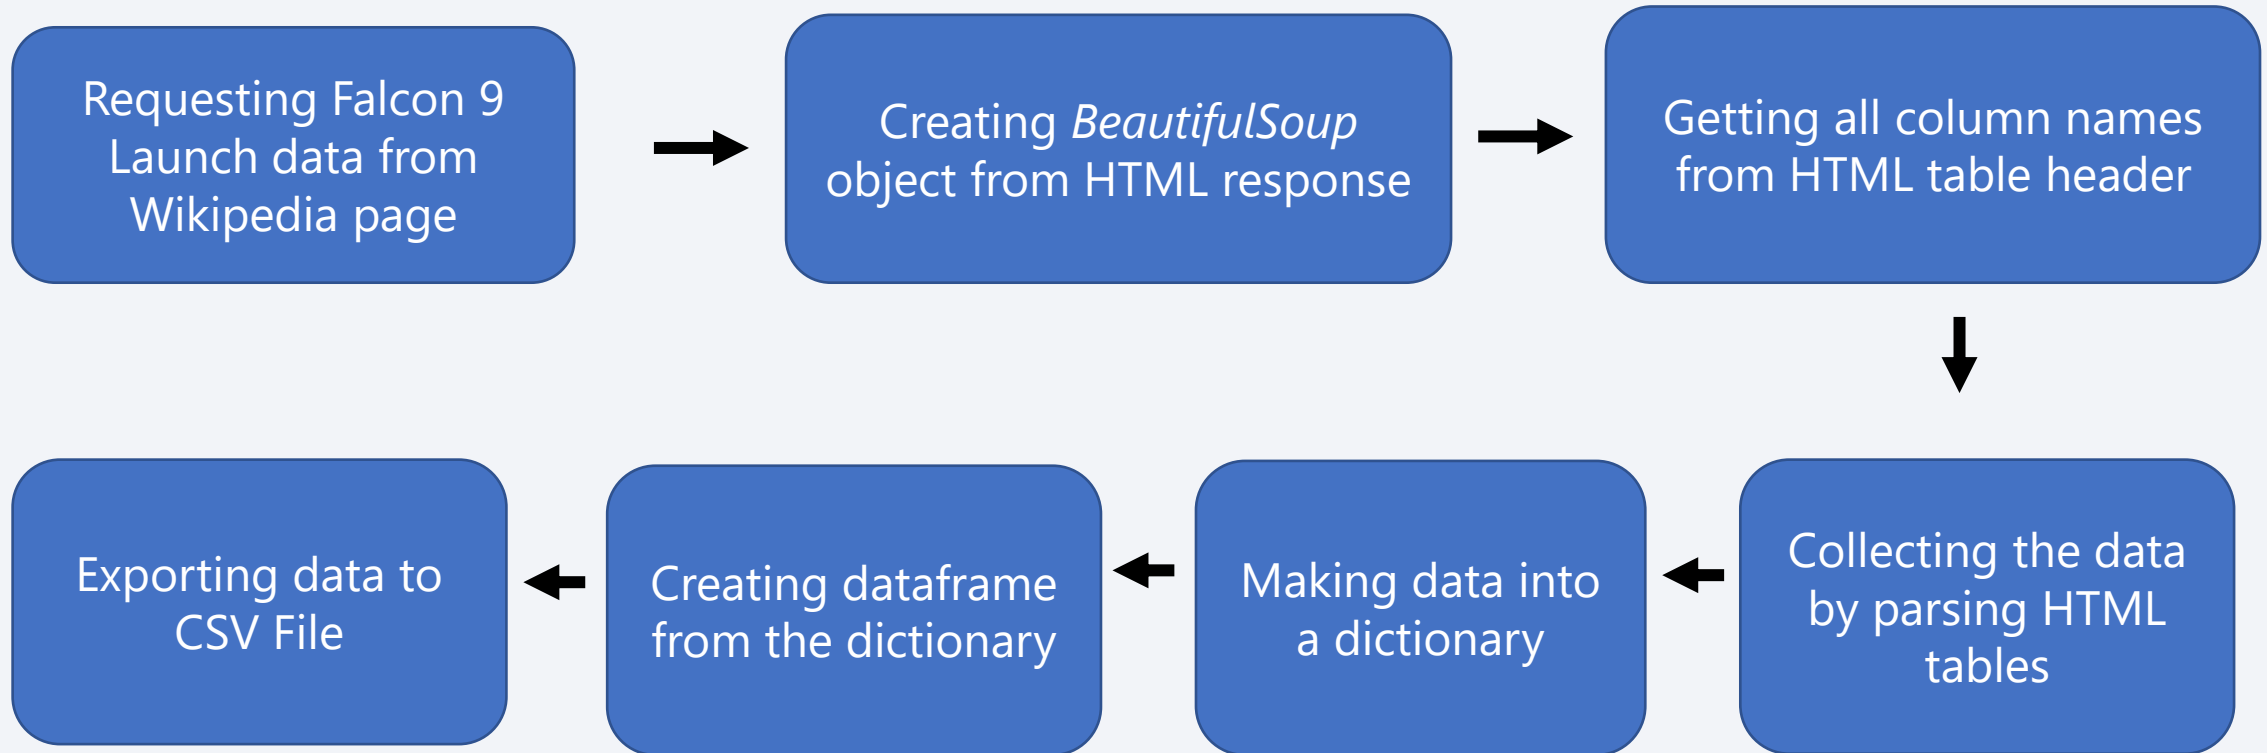 Requesting Falcon 9
Launch data from
Wikipedia page
Creating BeautifulSoup
object from HTML response
Getting all column names
from HTML table header
Collecting the data
by parsing HTML
tables
Making data into
a dictionary
Creating dataframe
from the dictionary
Exporting data to
CSV File